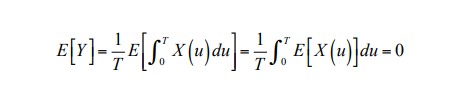 E[Y] = \frac{1}{T} E\left[\int_0^T X(u) du\right] = \frac{1}{T} \int_0^T E[X(u)] du = 0